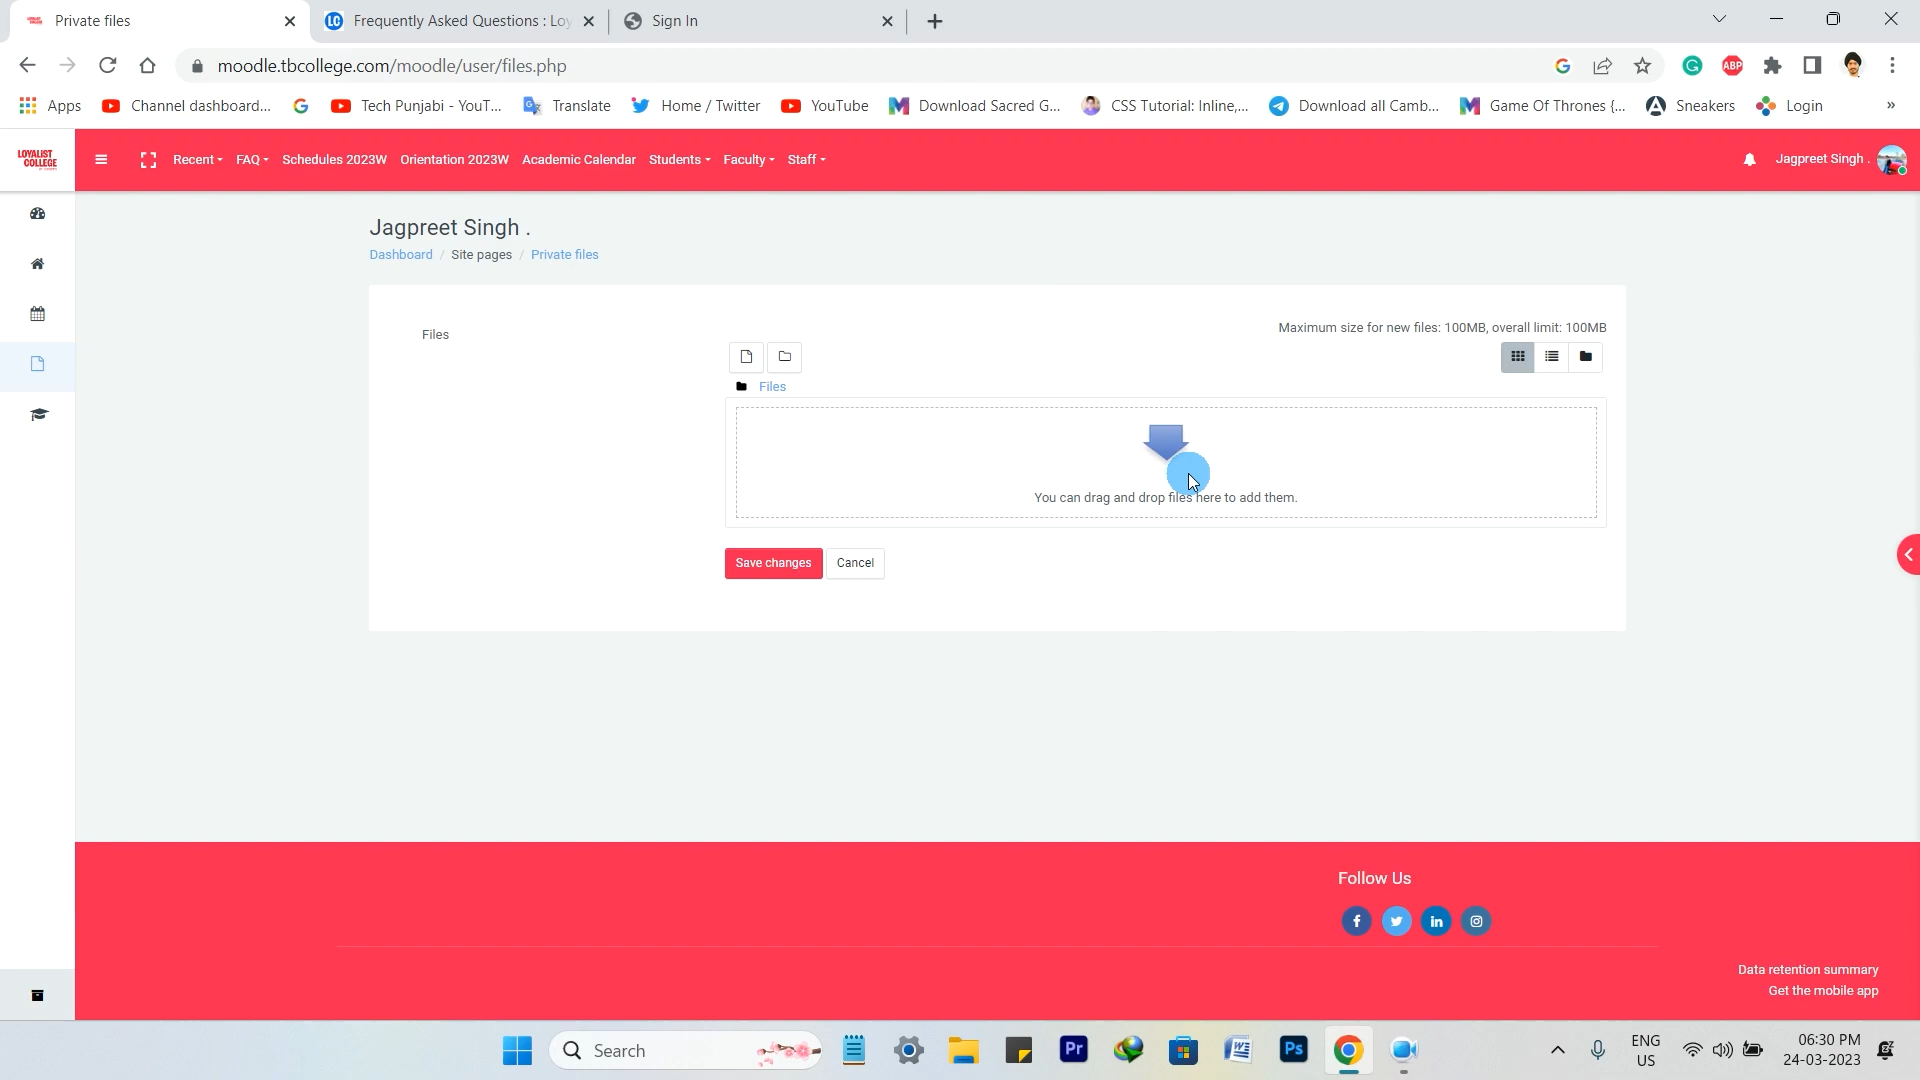 Private files
Frequently Asked Questions : Loy
Sign In
moodle.tbcollege.com/moodle/user/files.php
ABP
Apps
Channel dashboard...
Tech Punjabi - YouT...
Translate
Home / Twitter
YouTube
Download Sacred G...
CSS Tutorial: Inline,...
Download all Camb...
Game Of Thrones {...
Sneakers
Login
»
LOYALIST
COLLEGE
Recent
FAQ
Schedules 2023W
Orientation 2023W
Academic Calendar
Students
Faculty
Staff
Jagpreet Singh .
Jagpreet Singh .
Dashboard / Site pages / Private files
Files
Maximum size for new files: 100MB, overall limit: 100MB
Files
You can drag and drop files here to add them.
Save changes
Cancel
Follow Us
Data retention summary
Get the mobile app
Search
Pr
Ps
ENG
US
06:30 PM
24-03-2023